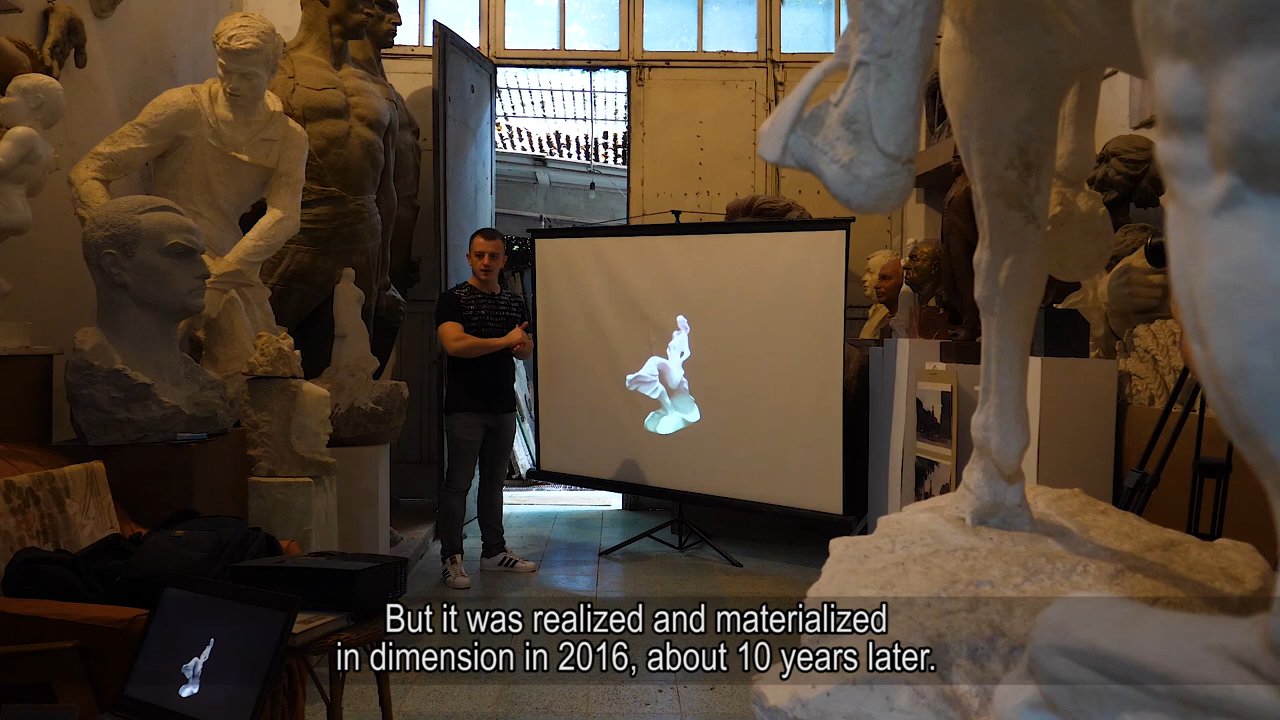 But it was realized and materialized
in dimension in 2016, about 10 years later.